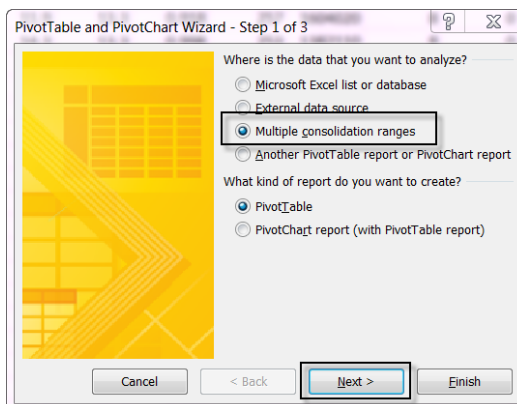 PivotTable and PivotChart Wizard - Step 1 of 3
Where is the data that you want to analyze?
Microsoft Excel list or database
External data source
Multiple consolidation ranges
Another PivotTable report or PivotChart report
What kind of report do you want to create?
PivotTable
PivotChart report (with PivotTable report)
Cancel
< Back
Next >
Finish